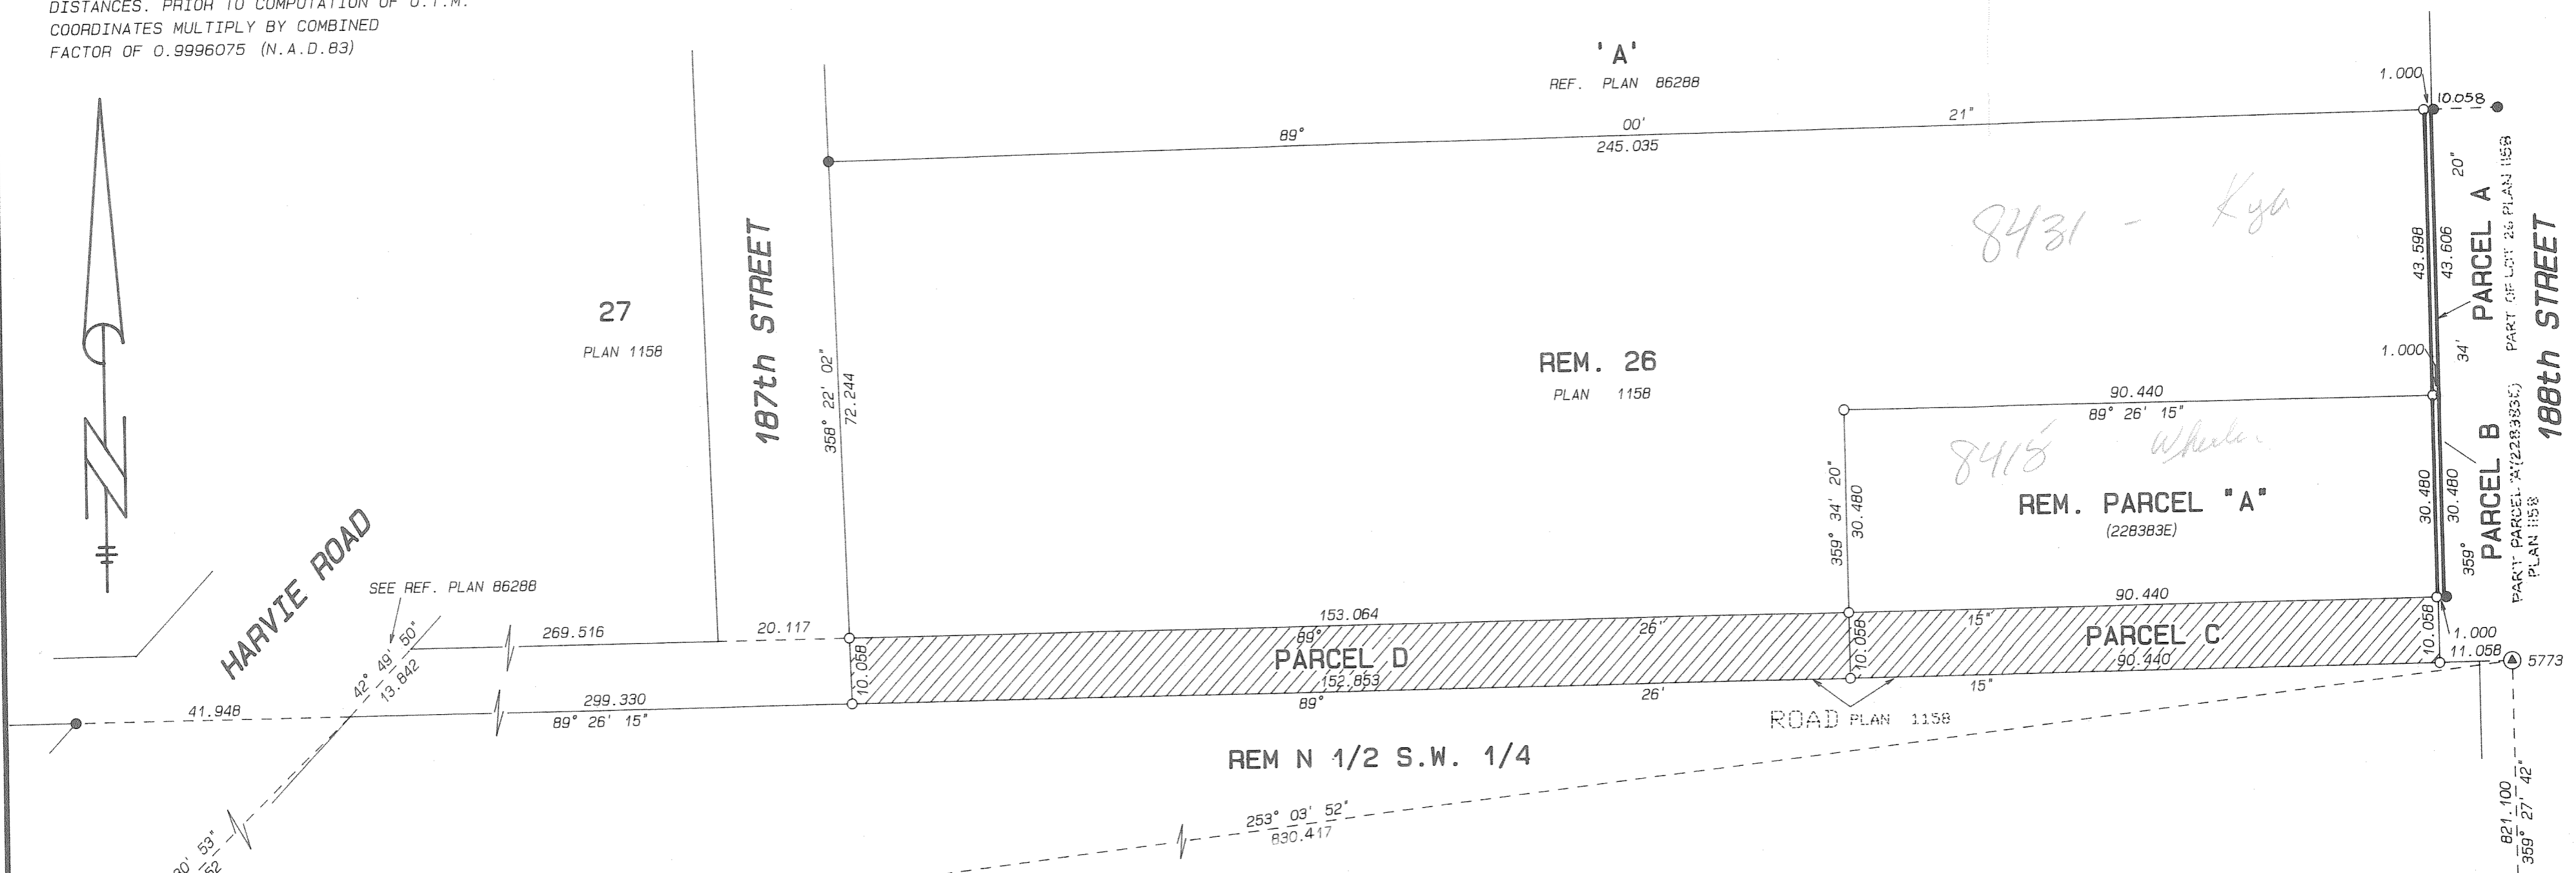 DISTANCES. PRIOR TO COMPUTATION OF U.T.M.
COORDINATES MULTIPLY BY COMBINED
FACTOR OF 0.9996075 (N.A.D.83)
'A'
REF. PLAN 86288
1.000
10.058
89° 00' 21"
245.035
N
27
PLAN 1158
187th STREET
358° 22' 02"
72.244
8431 -
REM. 26
PLAN 1158
43.598
43.606
359° 34' 20"
PARCEL A
PART OF LOT 26 PLAN 1158
188th STREET
1.000
90.440
89° 26' 15"
8418 Wheeler
359° 34' 20"
30.480
REM. PARCEL "A"
(228383E)
30.480
30.480
PARCEL B
PART PARCEL "A"(228383E)
PLAN 1158
HARVIE ROAD
SEE REF. PLAN 86288
42° 49' 50"
13.842
269.516
20.117
153.064
89° 26' 15"
90.440
10.058
PARCEL D
10.058
PARCEL C
10.058
1.000
11.058
5773
152.853
90.440
41.948
299.330
89° 26' 15"
89° 26' 15"
ROAD PLAN 1158
REM N 1/2 S.W. 1/4
253° 03' 52"
830.417
821.100
359° 27' 42"
53"
52